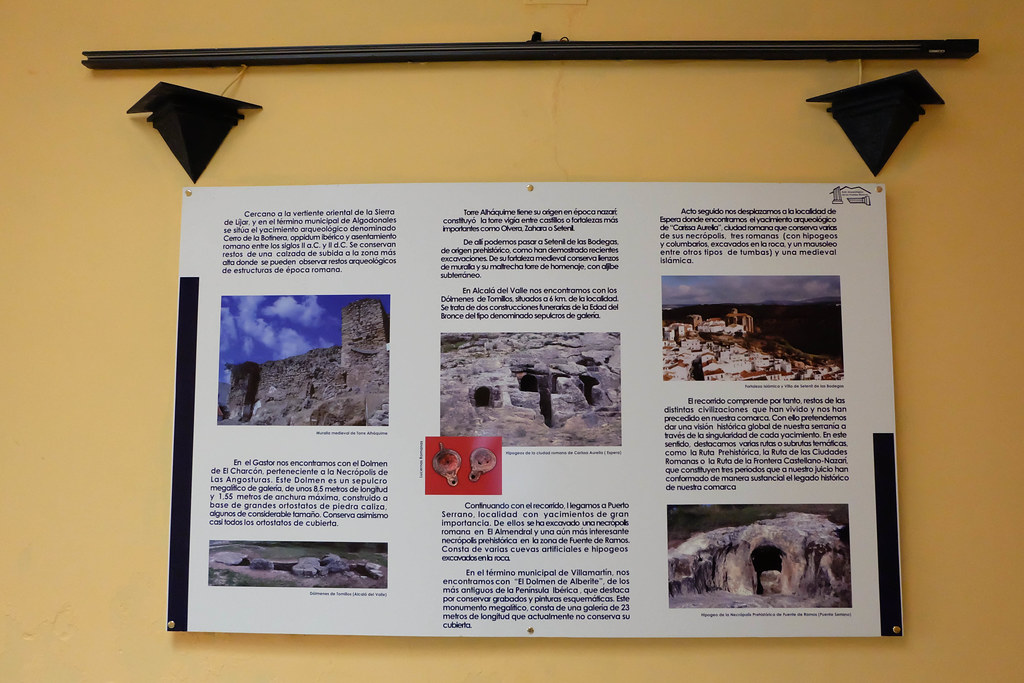 Cercano a la vertiente oriental de la Sierra
de Líjar, y en el término municipal de Algodonales
se sitúa el yacimiento arqueológico denominado
Cerro de la Botinera, oppidum ibérico y asentamiento
romano entre los siglos II a.C. y II d.C. Se conservan
restos de una calzada de subida a la zona más
alta donde se pueden observar restos arqueológicos
de estructuras de época romana.
Muralla medieval de Torre Alháquime
En el Gastor nos encontramos con el Dolmen
de El Charcón, perteneciente a la Necrópolis de
Las Angosturas. Este Dolmen es un sepulcro
megalítico de galería, de unos 8,5 metros de longitud
y 1,55 metros de anchura máxima, construido a
base de grandes ortostatos de piedra caliza,
algunos de considerable tamaño. Conserva asimismo
casi todos los ortostatos de cubierta.
Dolmenes de Tomillos (Alcalá del Valle)
Torre Alháquime tiene su origen en época nazarí;
constituyó la torre vigía entre castillos o fortalezas más
importantes como Olvera, Zahara o Setenil.
De allí podemos pasar a Setenil de las Bodegas,
de origen prehistórico, como han demostrado recientes
excavaciones. De su fortaleza medieval conserva lienzos
de muralla y su maltrecha torre de homenaje, con aljibe
subterráneo.
En Alcalá del Valle nos encontramos con los
Dólmenes de Tomillos, situados a 6 km. de la localidad.
Se trata de dos construcciones funerarias de la Edad del
Bronce del tipo denominado sepulcros de galería.
Hipogeos de la ciudad romana de Carissa Aurelia ( Espera)
Lucernas Romanas
Continuando con el recorrido, l legamos a Puerto
Serrano, localidad con yacimientos de gran
importancia. De ellos se ha excavado una necrópolis
romana en El Almendral y una aún más interesante
necrópolis prehistórica en la zona de Fuente de Ramos.
Consta de varias cuevas artificiales e hipogeos
excavados en la roca.
En el término municipal de Villamartín, nos
encontramos con "El Dolmen de Alberite", de los
más antiguos de la Península Ibérica , que destaca
por conservar grabados y pinturas esquemáticas. Este
monumento megalítico, consta de una galería de 23
metros de longitud que actualmente no conserva su
cubierta.
Acto seguido nos desplazamos a la localidad de
Espera donde encontramos el yacimiento arqueológico
de "Carissa Aurelia", ciudad romana que conserva varias
de sus necrópolis, tres romanas (con hipogeos
y columbarios, excavados en la roca, y un mausoleo
entre otros tipos de tumbas) y una medieval
islámica.
Fortaleza islámica y Villa de Setenil de las Bodegas
El recorrido comprende por tanto, restos de las
distintas civilizaciones que han vivido y nos han
precedido en nuestra comarca. Con ello pretendemos
dar una visión histórica global de nuestra serranía a
través de la singularidad de cada yacimiento. En este
sentido, destacamos varias rutas o subrutas temáticas,
como la Ruta Prehistórica, la Ruta de las Ciudades
Romanas o la Ruta de la Frontera Castellano-Nazarí,
que constituyen tres períodos que a nuestro juicio han
conformado de manera sustancial el legado histórico
de nuestra comarca
Hipogeo de la Necrópolis Prehistórica de Fuente de Ramos (Puerto Serrano)